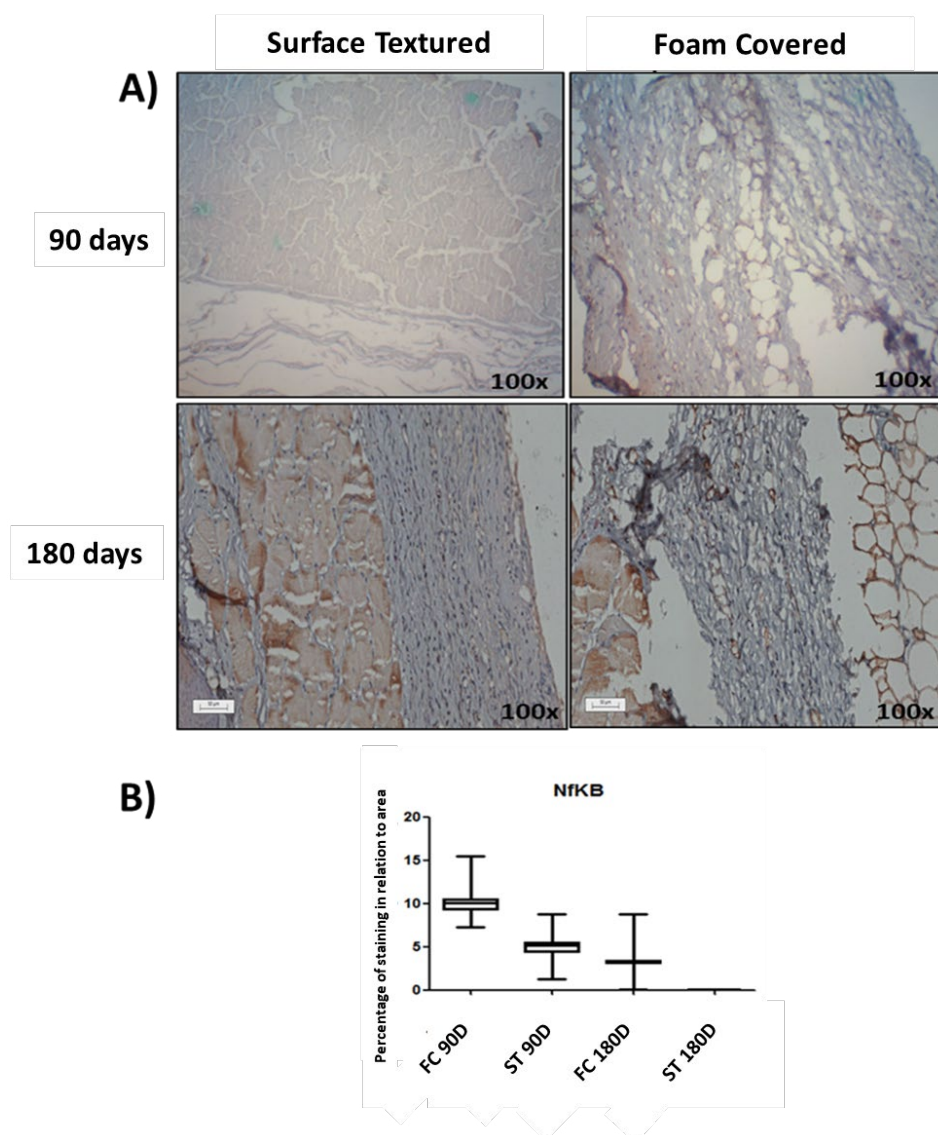 Surface Textured
Foam Covered
A)
90 days
100x
100x
180 days
100x
100x
B)
NfKB
Percentage of staining in relation to area
20
15
10
5
0
FC 90D
ST 90D
FC 180D
ST 180D